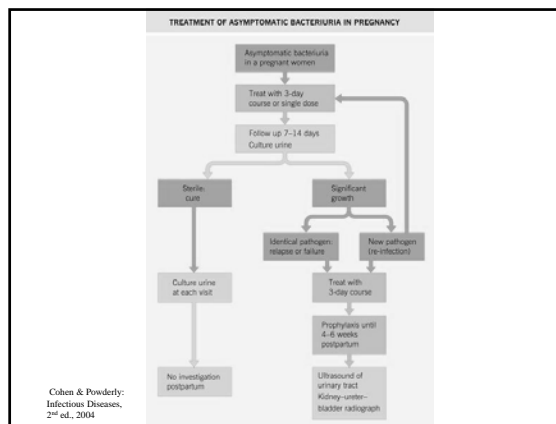 TREATMENT OF ASYMPTOMATIC BACTERIURIA IN PREGNANCY
Asymptomatic bacteriuria
in a pregnant women
Treat with 3-day
course or single dose
Follow up 7–14 days
Culture urine
Sterile:
cure
Significant
growth
Identical pathogen:
relapse or failure
New pathogen
(re-infection)
Culture urine
at each visit
Treat with
3-day course
Prophylaxis until
4–6 weeks
postpartum
No investigation
postpartum
Ultrasound of
urinary tract
Kidney–ureter–
bladder radiograph
Cohen & Powderly:
Infectious Diseases,
2nd ed., 2004